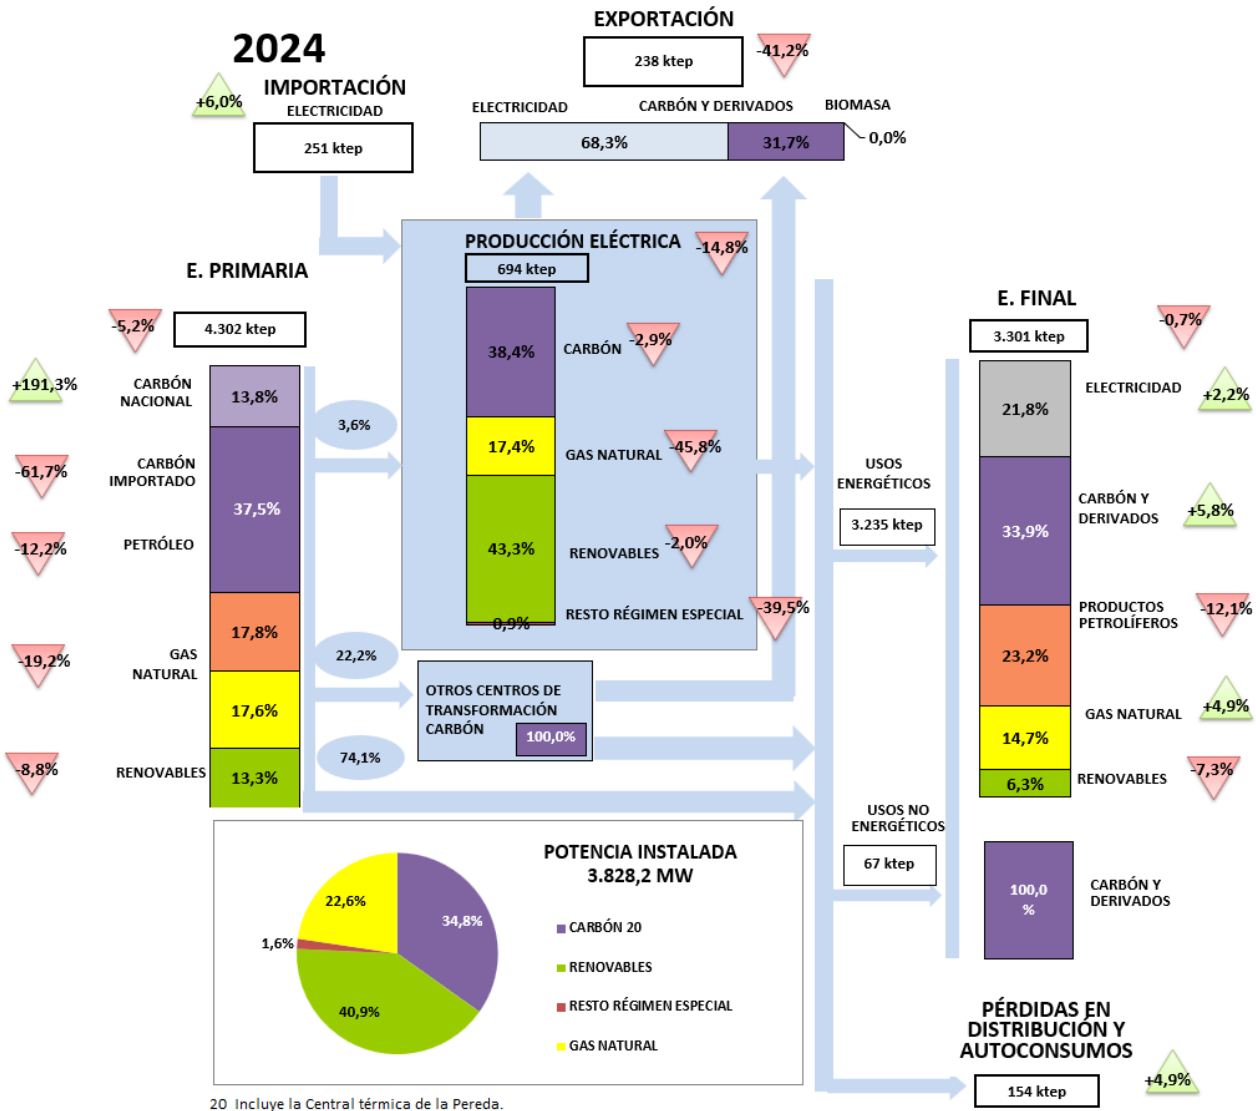 2024
IMPORTACIÓN
ELECTRICIDAD
+6,0%
251 ktep
EXPORTACIÓN
238 ktep
-41,2%
ELECTRICIDAD
CARBÓN Y DERIVADOS
BIOMASA
68,3%
31,7%
0,0%
E. PRIMARIA
-5,2%
4.302 ktep
+191,3%
CARBÓN
NACIONAL
13,8%
-61,7%
CARBÓN
IMPORTADO
37,5%
-12,2%
PETRÓLEO
17,8%
-19,2%
GAS
NATURAL
17,6%
-8,8%
RENOVABLES
13,3%
3,6%
22,2%
74,1%
PRODUCCIÓN ELÉCTRICA
-14,8%
694 ktep
38,4%
CARBÓN
-2,9%
17,4%
GAS NATURAL
-45,8%
43,3%
RENOVABLES
-2,0%
0,9%
RESTO RÉGIMEN ESPECIAL
-39,5%
OTROS CENTROS DE
TRANSFORMACIÓN
CARBÓN
100,0%
USOS
ENERGÉTICOS
3.235 ktep
USOS NO
ENERGÉTICOS
67 ktep
E. FINAL
-0,7%
3.301 ktep
21,8%
ELECTRICIDAD
+2,2%
33,9%
CARBÓN Y
DERIVADOS
+5,8%
23,2%
PRODUCTOS
PETROLÍFEROS
-12,1%
14,7%
GAS NATURAL
+4,9%
6,3%
RENOVABLES
-7,3%
100,0
%
CARBÓN Y
DERIVADOS
PÉRDIDAS EN
DISTRIBUCIÓN Y
AUTOCONSUMOS
154 ktep
+4,9%
POTENCIA INSTALADA
3.828,2 MW
22,6%
34,8%
1,6%
40,9%
CARBÓN 20
RENOVABLES
RESTO RÉGIMEN ESPECIAL
GAS NATURAL
20 Incluye la Central térmica de la Pereda.